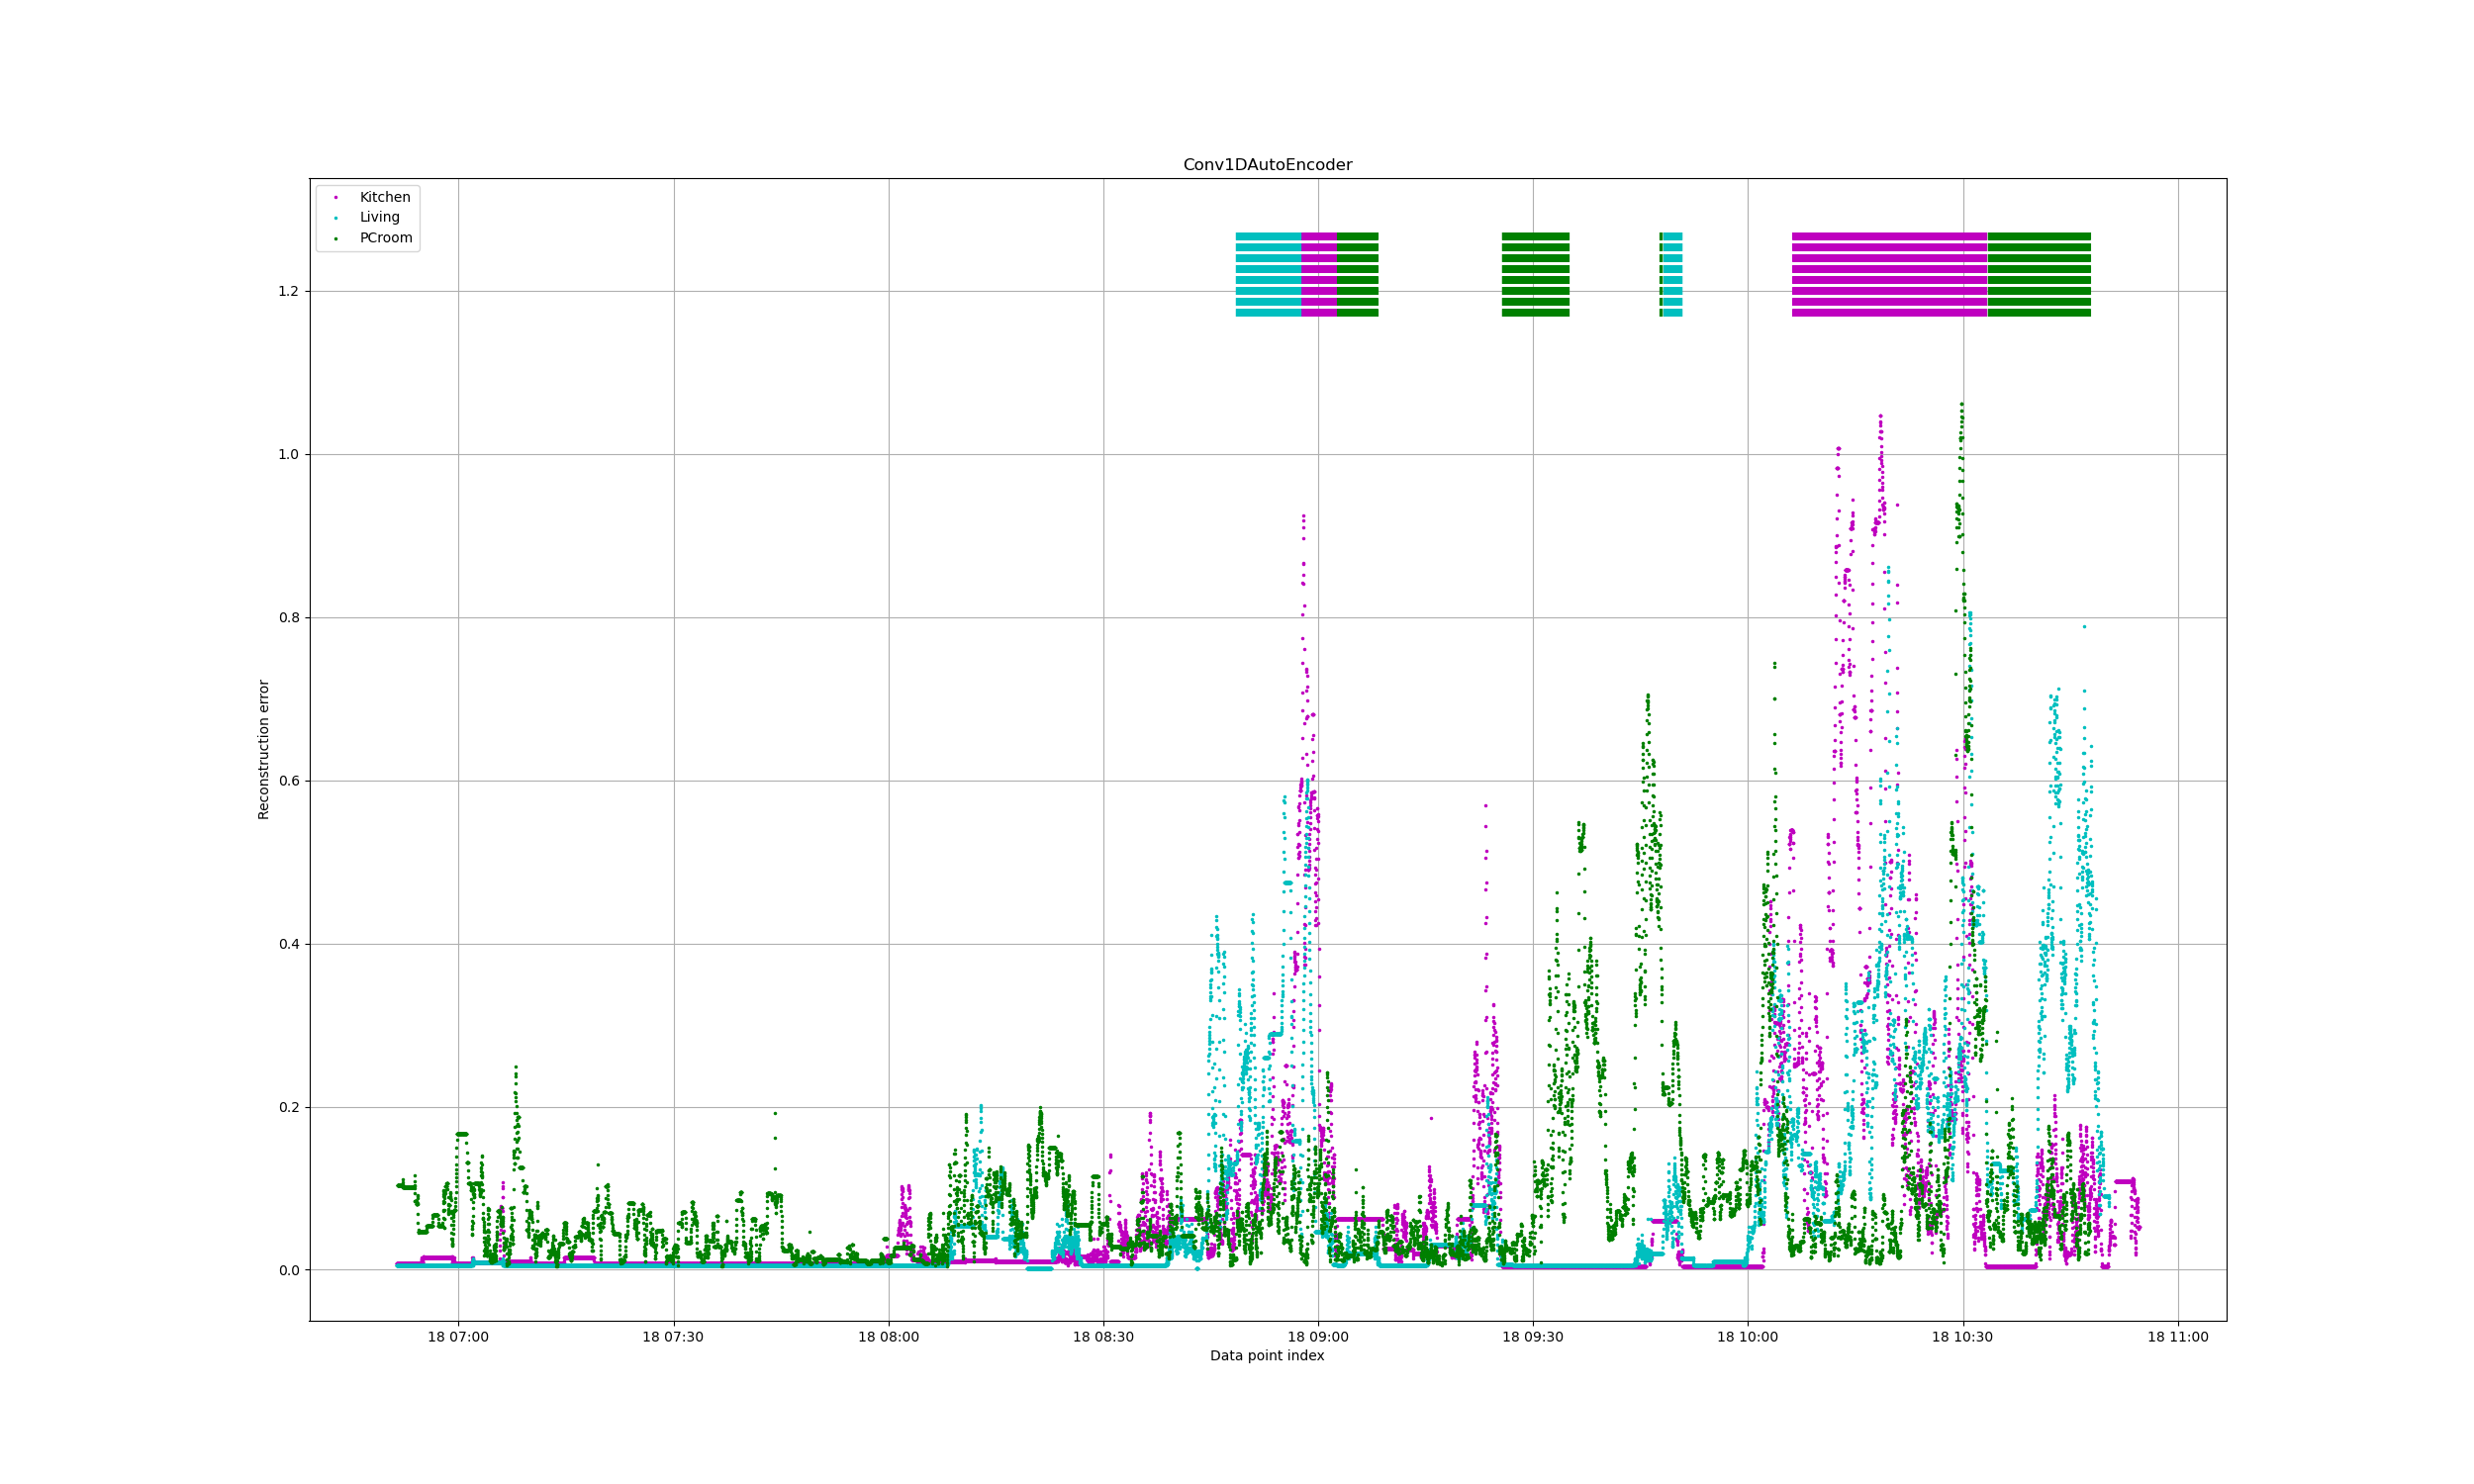 Conv1DAutoEncoder
Kitchen
Living
PCroom
1.2
1.0
0.8
0.6
0.4
0.2
0.0
Reconstruction error
18 07:00 18 07:30 18 08:00 18 08:30 18 09:00 18 09:30 18 10:00 18 10:30 18 11:00
Data point index